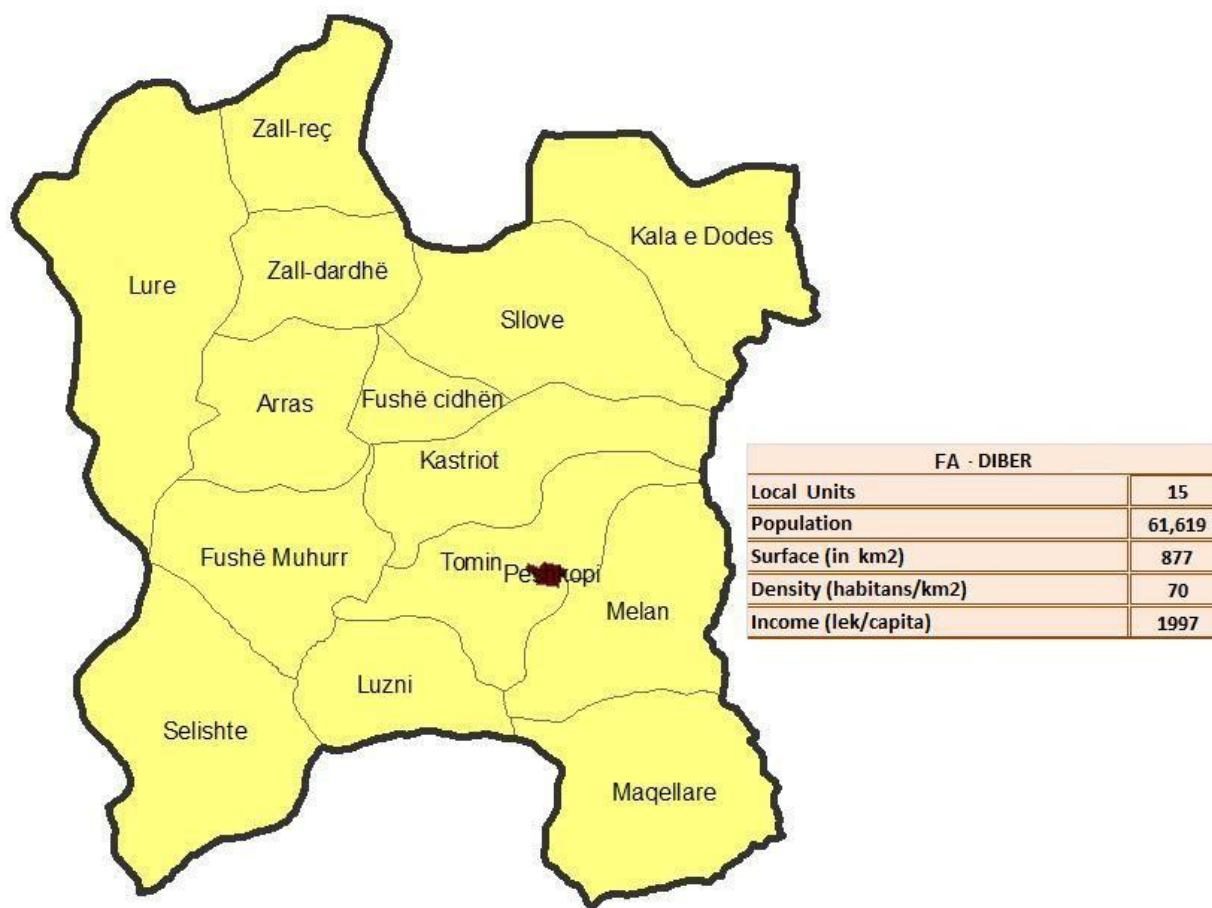 Zall-reç
Kala e Dodes
Zall-dardhë
Lure
Sllove
Arras
Fushë cidhën
Kastriot
Fushë Muhurr
Tomin
Peshkopi
Melan
Luzni
Selishte
Maqellare
FA - DIBER
Local Units 15
Population 61,619
Surface (in km2) 877
Density (habitans/km2) 70
Income (lek/capita) 1997